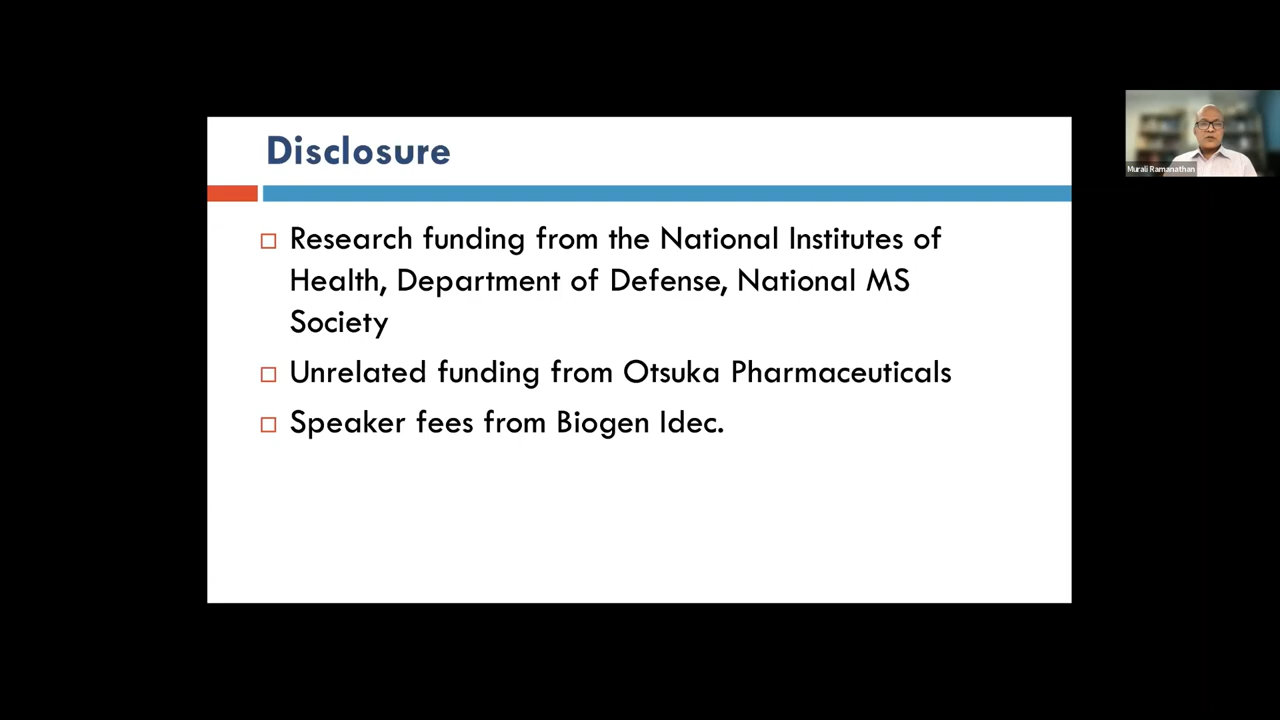 Disclosure
Research funding from the National Institutes of
Health, Department of Defense, National MS
Society
Unrelated funding from Otsuka Pharmaceuticals
Speaker fees from Biogen Idec.
Murali Ramanathan